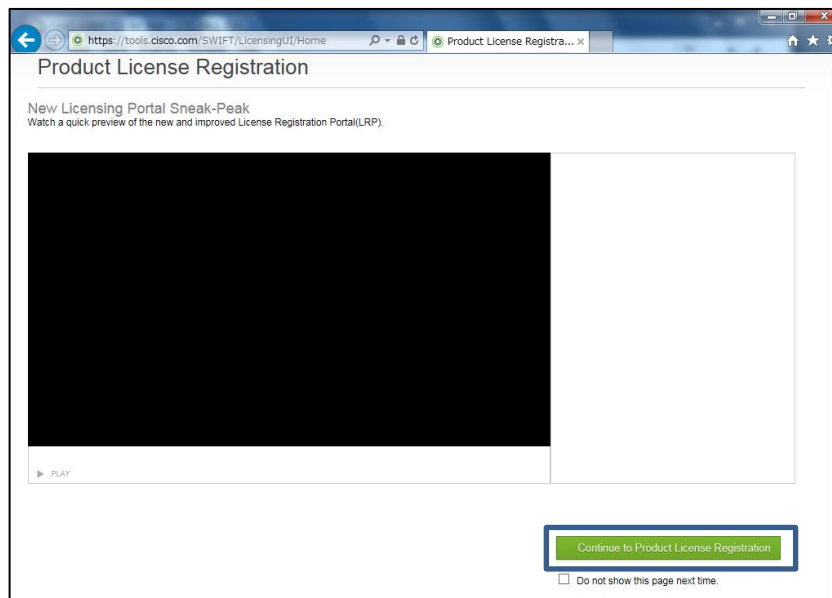 https://tools.cisco.com/SWIFT/LicensingUI/Home
Product License Registra...
Product License Registration
New Licensing Portal Sneak-Peak
Watch a quick preview of the new and improved License Registration Portal(LRP).
PLAY
Continue to Product License Registration
Do not show this page next time.